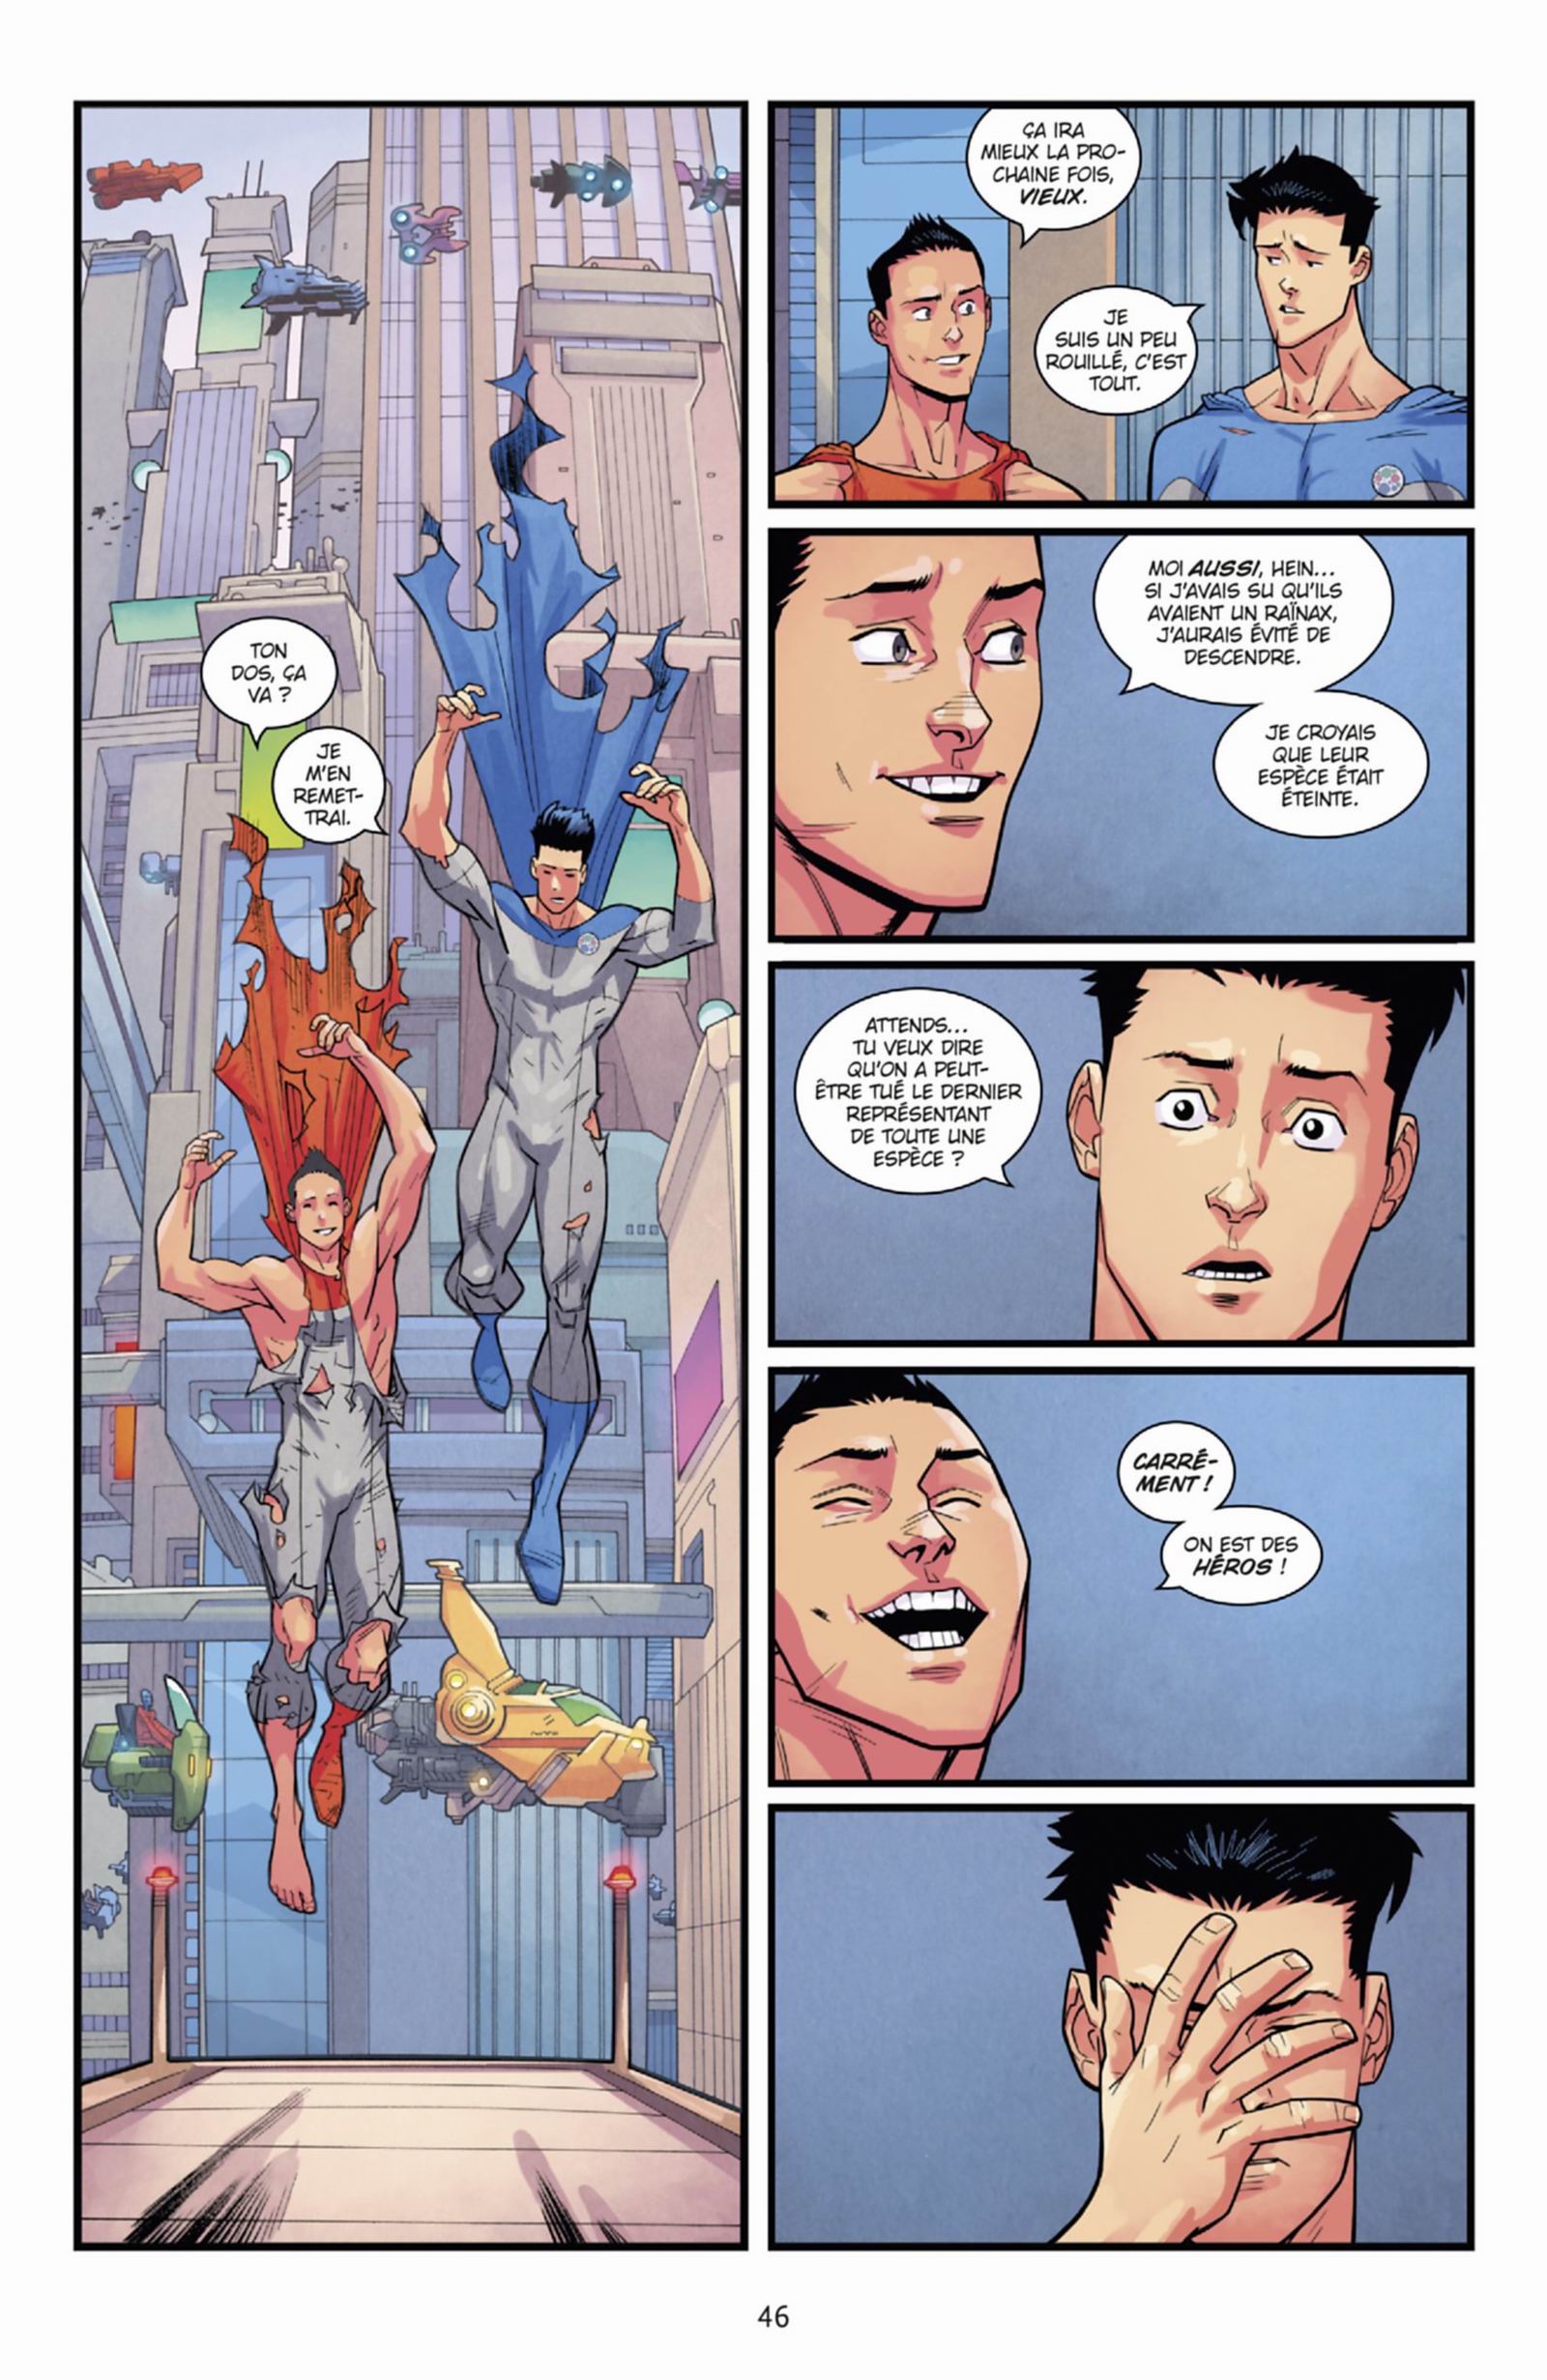 TON
DOS, ÇA
VA ?
JE
M'EN
REMET-
TRAI.
ÇA IRA
MIEUX LA PRO-
CHAINE FOIS,
VIEUX.
JE
SUIS UN PEU
ROUILLÉ, C'EST
TOUT.
MOI AUSSI, HEIN...
SI J'AVAIS SU QU'ILS
AVAIENT UN RAÏNAX,
J'AURAIS ÉVITÉ DE
DESCENDRE.
JE CROYAIS
QUE LEUR
ESPÈCE ÉTAIT
ÉTEINTE.
ATTENDS...
TU VEUX DIRE
QU'ON A PEUT-
ÊTRE TUÉ LE DERNIER
REPRÉSENTANT
DE TOUTE UNE
ESPÈCE ?
CARRÉ-
MENT !
ON EST DES
HÉROS !
46